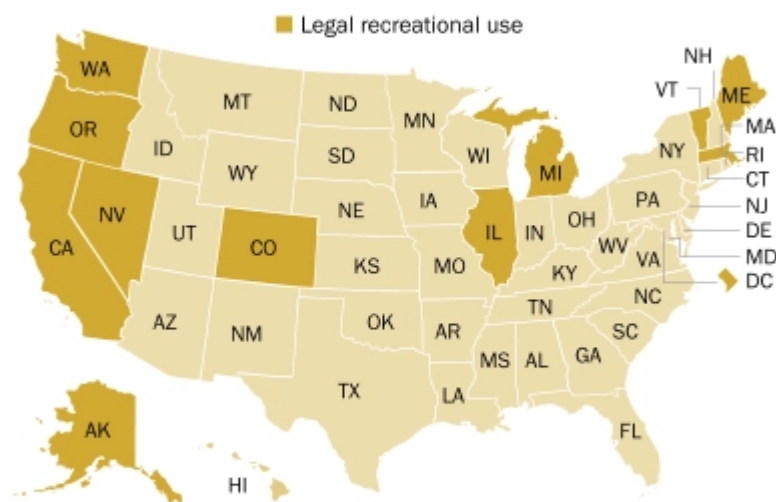 Legal recreational use
WA
MT
ND
MN
VT
NH
ME
OR
ID
SD
WI
MI
NY
MA
RI
CT
WY
IA
PA
NJ
NV
NE
IL
IN
OH
DE
CA
UT
CO
KS
MO
WV
VA
MD
DC
KY
NC
AZ
NM
OK
AR
TN
SC
MS
AL
GA
TX
LA
AK
FL
HI